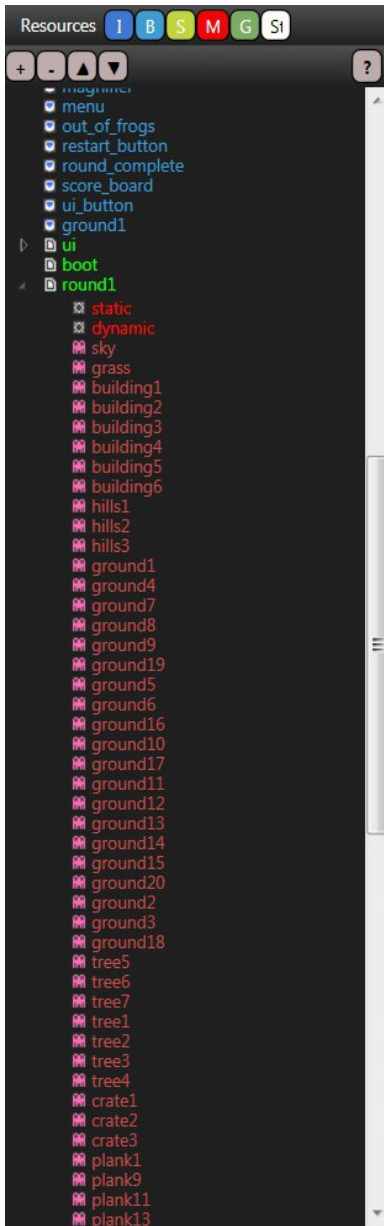 Resources I B S M G St
+ - ▲ ▼ ?
magnifier
menu
out_of_frogs
restart_button
round_complete
score_board
ui_button
ground1
ui
boot
round1
static
dynamic
sky
grass
building1
building2
building3
building4
building5
building6
hills1
hills2
hills3
ground1
ground4
ground7
ground8
ground9
ground19
ground5
ground6
ground16
ground10
ground17
ground11
ground12
ground13
ground14
ground15
ground20
ground2
ground3
ground18
tree5
tree6
tree7
tree1
tree2
tree3
tree4
crate1
crate2
crate3
plank1
plank9
plank11
plank13